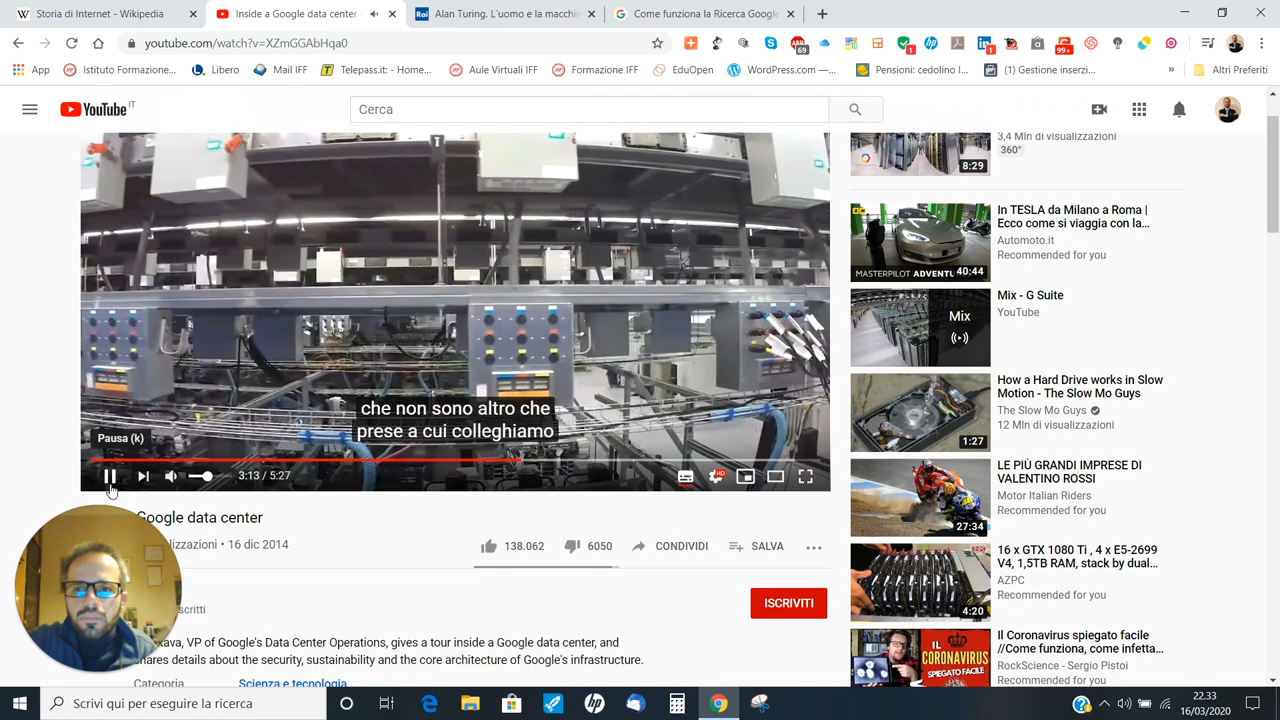 Storia di Internet - Wikipedia
Inside a Google data center -
Rai Alan Turing. L'uomo e la macchin
Come funziona la Ricerca Google
youtube.com/watch?v=XZmGGAbHqa0
App
Istituto Formazione...
Libero
Mail IFF
Telepass.it: - Home...
Aule Virtuali IFF
Formazione IFF
EduOpen
WordPress.com —...
Pensioni: cedolino l...
(1) Gestione inserzi...
»
Altri Preferiti
YouTube IT
Cerca
che non sono altro che
prese a cui colleghiamo
Pausa (k)
3:13 / 5:27
HD
Google data center
lizzazioni • 16 dic 2014
138.062
6050
CONDIVIDI
SALVA
scritti
ISCRIVITI
ava, VP of Google's Data Center Operations, gives a tour inside a Google data center, and
ares details about the security, sustainability and the core architecture of Google's infrastructure.
Categoria
Scienza e tecnologia
3,4 Mln di visualizzazioni
360°
8:29
In TESLA da Milano a Roma |
Ecco come si viaggia con la...
Automoto.it
Recommended for you
MASTERPILOT ADVENTU
40:44
Mix - G Suite
YouTube
Mix
How a Hard Drive works in Slow
Motion - The Slow Mo Guys
The Slow Mo Guys
12 Mln di visualizzazioni
1:27
LE PIÙ GRANDI IMPRESE DI
VALENTINO ROSSI
Motor Italian Riders
Recommended for you
27:34
16 x GTX 1080 Ti , 4 x E5-2699
V4, 1,5TB RAM, stack by dual...
AZPC
Recommended for you
4:20
Il Coronavirus spiegato facile
//Come funziona, come infetta...
RockScience - Sergio Pistoi
Recommended for you
IL
CORONAVIRUS
SPIEGATO FACILE
Scrivi qui per eseguire la ricerca
22.33
16/03/2020